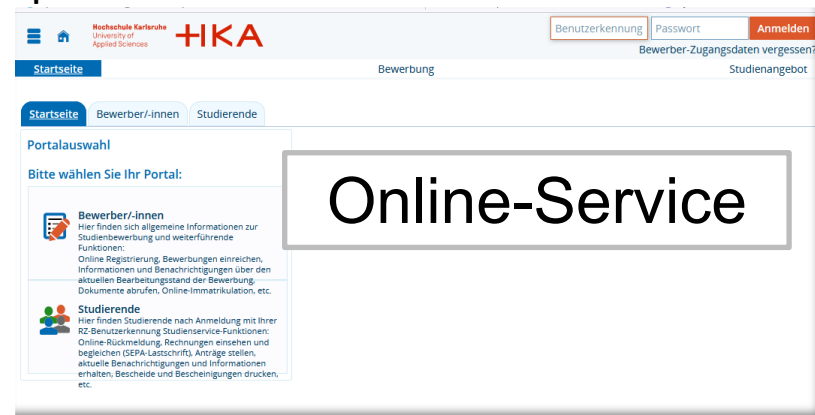 Hochschule Karlsruhe
University of
Applied Sciences
HKA
Benutzerkennung Passwort Anmelden
Bewerber-Zugangsdaten vergessen?
Startseite Bewerbung Studienangebot
Startseite Bewerber/-innen Studierende
Portalauswahl
Bitte wählen Sie Ihr Portal:
Online-Service
Bewerber/-innen
Hier finden sich allgemeine Informationen zur
Studienbewerbung und weiterführende
Funktionen:
Online Registrierung, Bewerbungen einreichen,
Informationen und Benachrichtigungen über den
aktuellen Bearbeitungsstand der Bewerbung,
Dokumente abrufen, Online-Immatrikulation, etc.
Studierende
Hier finden Studierende nach Anmeldung mit Ihrer
RZ-Benutzerkennung Studienservice-Funktionen:
Online-Rückmeldung, Rechnungen einsehen und
begleichen (SEPA-Lastschrift), Anträge stellen,
aktuelle Benachrichtigungen und Informationen
erhalten, Bescheide und Bescheinigungen drucken,
etc.